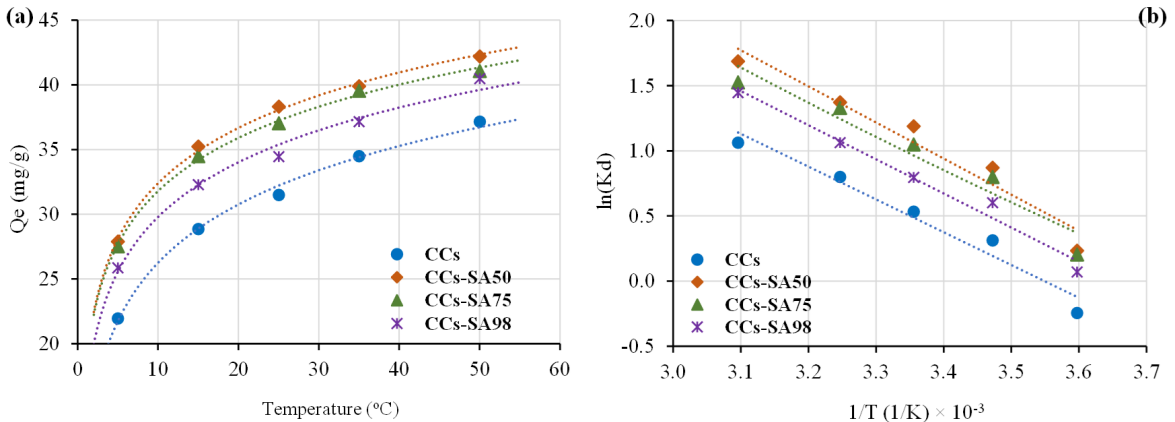 (a)
45
40
35
30
25
20
Qe (mg/g)
0 10 20 30 40 50 60
Temperature (°C)
CCs
CCs-SA50
CCs-SA75
CCs-SA98
(b)
2.0
1.5
1.0
0.5
0.0
-0.5
ln(Kd)
3.0 3.1 3.2 3.3 3.4 3.5 3.6 3.7
1/T (1/K) × 10⁻³
CCs
CCs-SA50
CCs-SA75
CCs-SA98